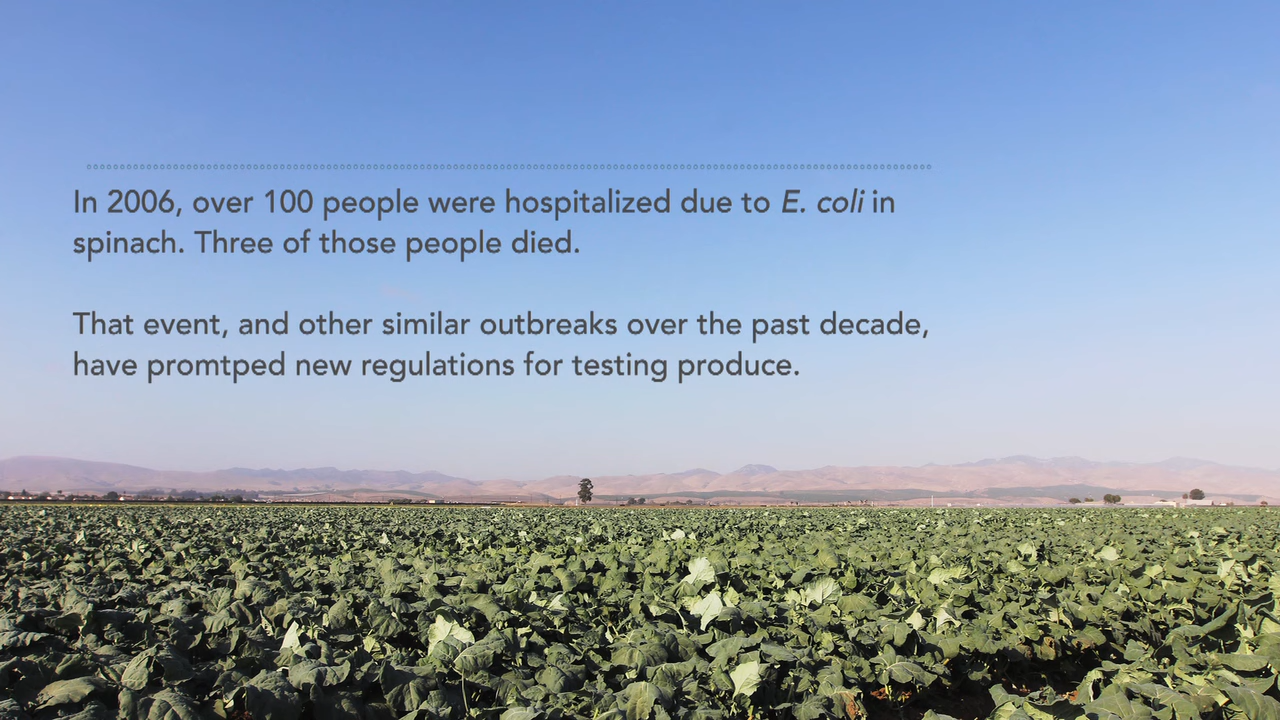 In 2006, over 100 people were hospitalized due to E. coli in
spinach. Three of those people died.
That event, and other similar outbreaks over the past decade,
have promtped new regulations for testing produce.